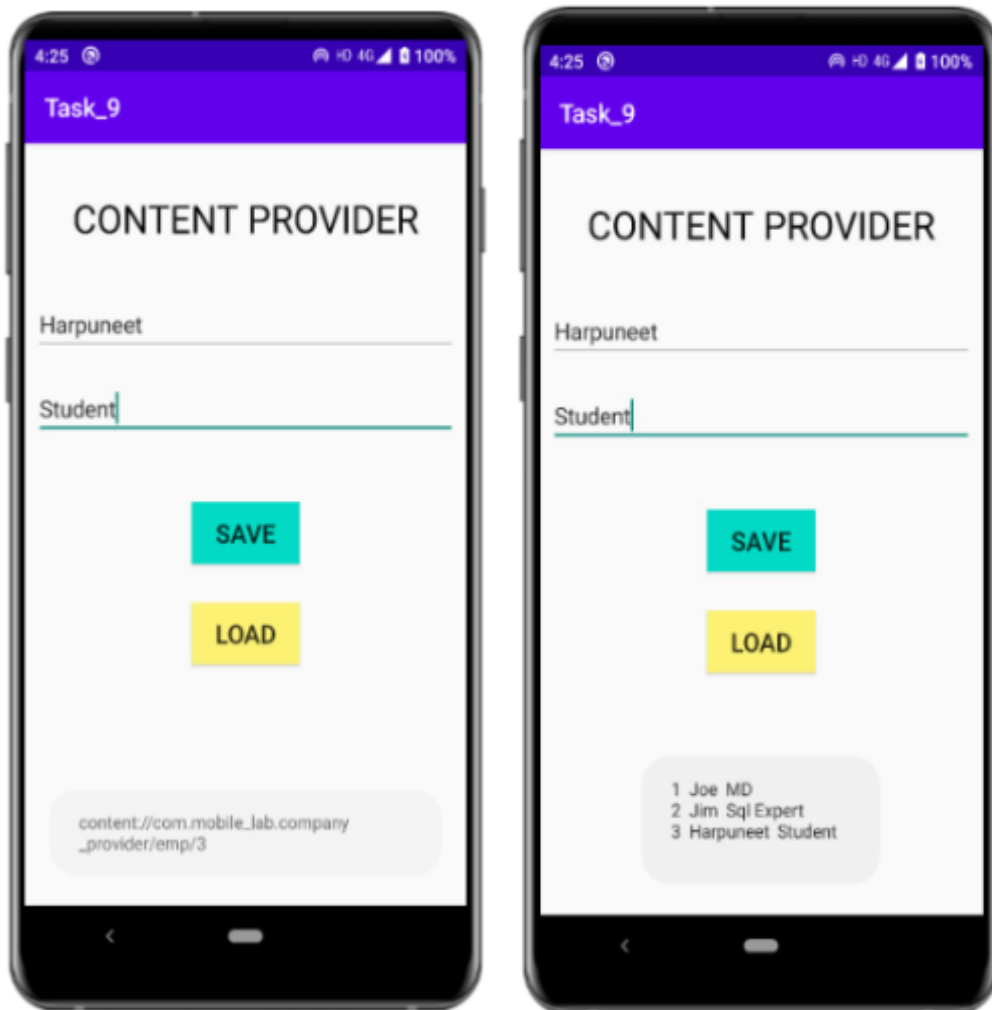 4:25 HD 4G 100%
Task_9
CONTENT PROVIDER
Harpuneet
Student
SAVE
LOAD
content://com.mobile_lab.company
_provider/emp/3
4:25 HD 4G 100%
Task_9
CONTENT PROVIDER
Harpuneet
Student
SAVE
LOAD
1 Joe MD
2 Jim Sql Expert
3 Harpuneet Student